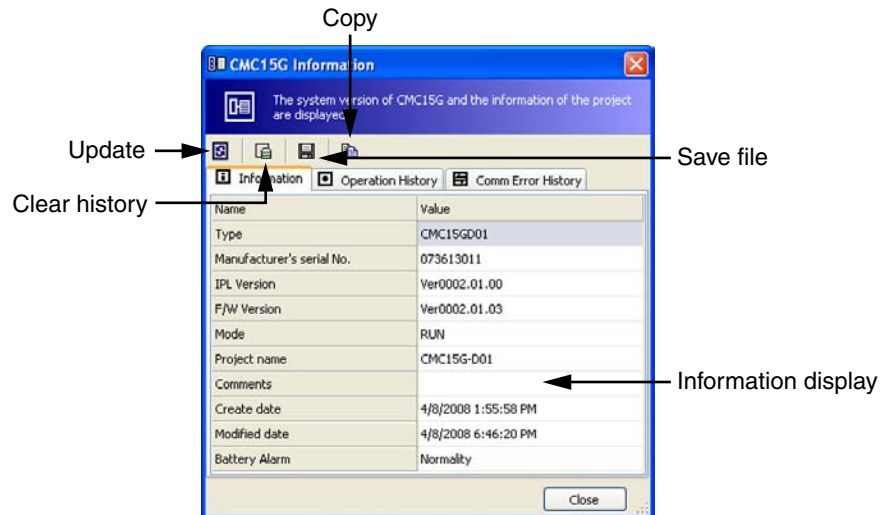 Copy
CMC15G Information
The system version of CMC15G and the information of the project
are displayed
Update
Save file
Information Operation History Comm Error History
Clear history
Name Value
Type CMC15GD01
Manufacturer's serial No. 073613011
IPL Version Ver0002.01.00
F/W Version Ver0002.01.03
Mode RUN
Project name CMC15G-D01
Comments
Information display
Create date 4/8/2008 1:55:58 PM
Modified date 4/8/2008 6:46:20 PM
Battery Alarm Normality
Close